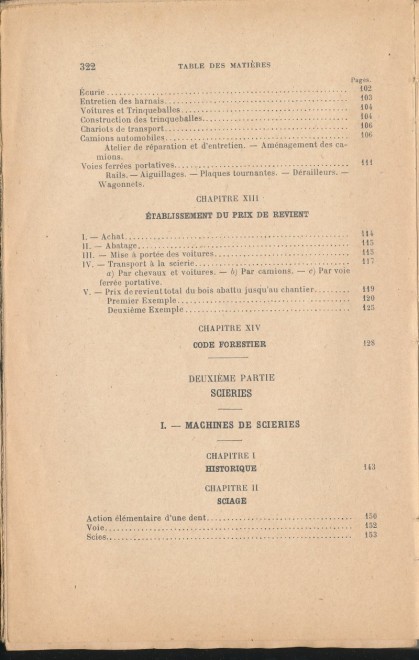 322 TABLE DES MATIÈRES
Pages.
Écurie 102
Entretien des harnais 103
Voitures et Trinqueballes 104
Construction des trinqueballes 104
Chariots de transport 106
Camions automobiles 106
Atelier de réparation et d'entretien. — Aménagement des ca-
mions.
Voies ferrées portatives 111
Rails. — Aiguillages. — Plaques tournantes. — Dérailleurs. —
Wagonnets.
CHAPITRE XIII
ÉTABLISSEMENT DU PRIX DE REVIENT
I. — Achat 114
II. — Abatage 115
III. — Mise à portée des voitures 115
IV. — Transport à la scierie 117
a) Par chevaux et voitures. — b) Par camions. — c) Par voie
ferrée portative.
V. — Prix de revient total du bois abattu jusqu'au chantier 119
Premier Exemple 120
Deuxième Exemple 125
CHAPITRE XIV
CODE FORESTIER 128
DEUXIÈME PARTIE
SCIERIES
I. — MACHINES DE SCIERIES
CHAPITRE I
HISTORIQUE 143
CHAPITRE II
SCIAGE
Action élémentaire d'une dent 150
Voie 152
Scies 153